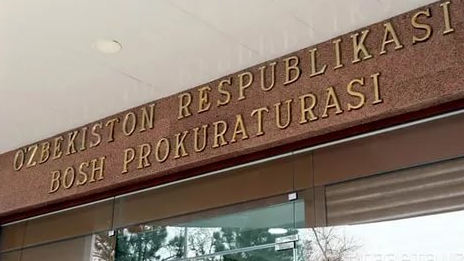 O'ZBEKISTON RESPUBLIKASI
BOSH PROKURATURASI